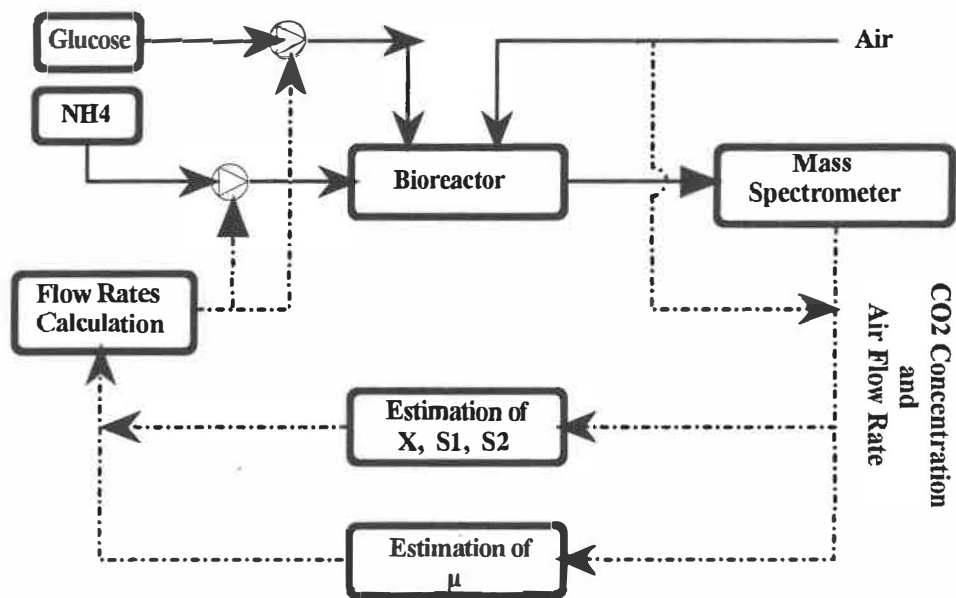 Glucose
Air
NH4
Bioreactor
Mass
Spectrometer
Flow Rates
Calculation
CO2 Concentration
and
Air Flow Rate
Estimation of
X, S1, S2
Estimation of
μ